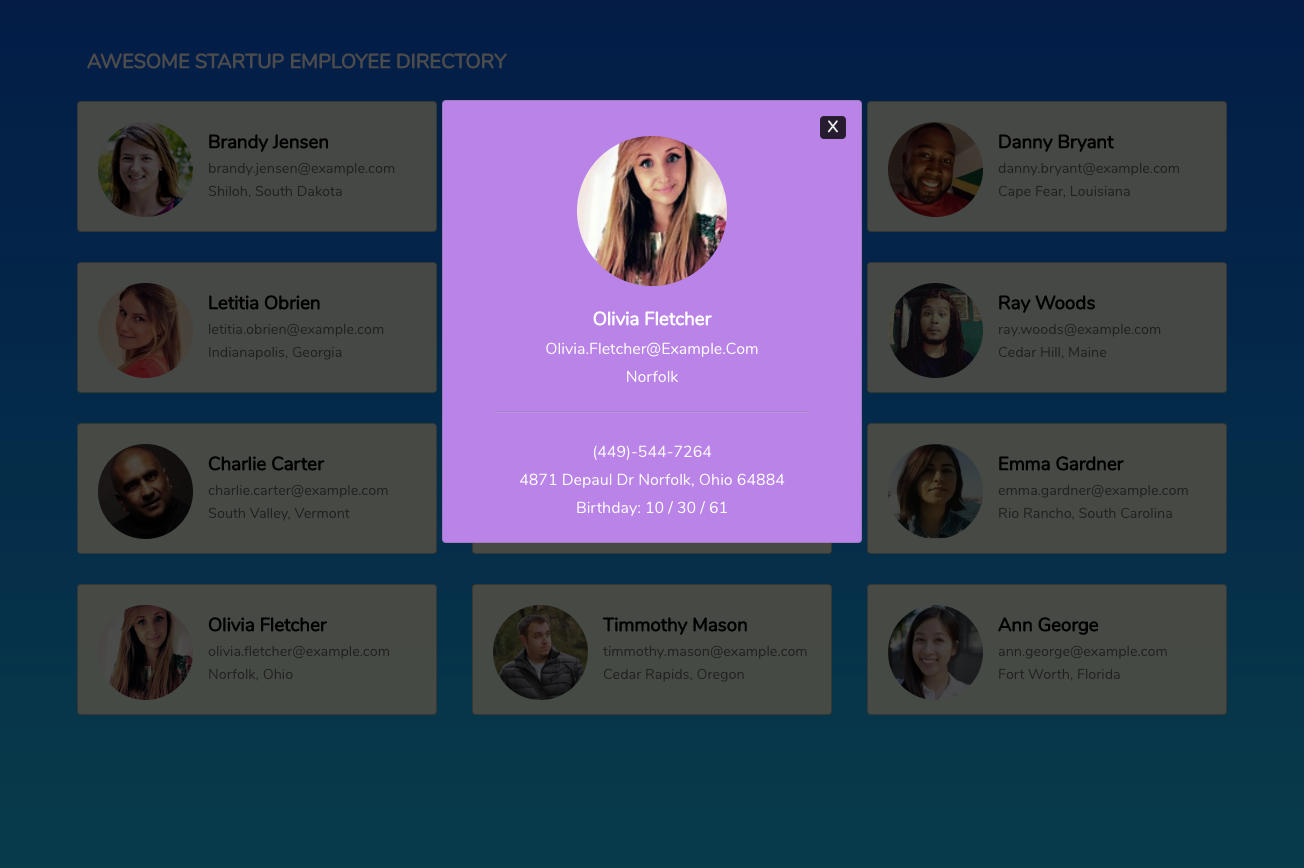 AWESOME STARTUP EMPLOYEE DIRECTORY
Brandy Jensen
brandy.jensen@example.com
Shiloh, South Dakota
X
Olivia Fletcher
Olivia.Fletcher@Example.Com
Norfolk
(449)-544-7264
4871 Depaul Dr Norfolk, Ohio 64884
Birthday: 10 / 30 / 61
Danny Bryant
danny.bryant@example.com
Cape Fear, Louisiana
Letitia Obrien
letitia.obrien@example.com
Indianapolis, Georgia
Ray Woods
ray.woods@example.com
Cedar Hill, Maine
Charlie Carter
charlie.carter@example.com
South Valley, Vermont
Emma Gardner
emma.gardner@example.com
Rio Rancho, South Carolina
Olivia Fletcher
olivia.fletcher@example.com
Norfolk, Ohio
Timmothy Mason
timmothy.mason@example.com
Cedar Rapids, Oregon
Ann George
ann.george@example.com
Fort Worth, Florida